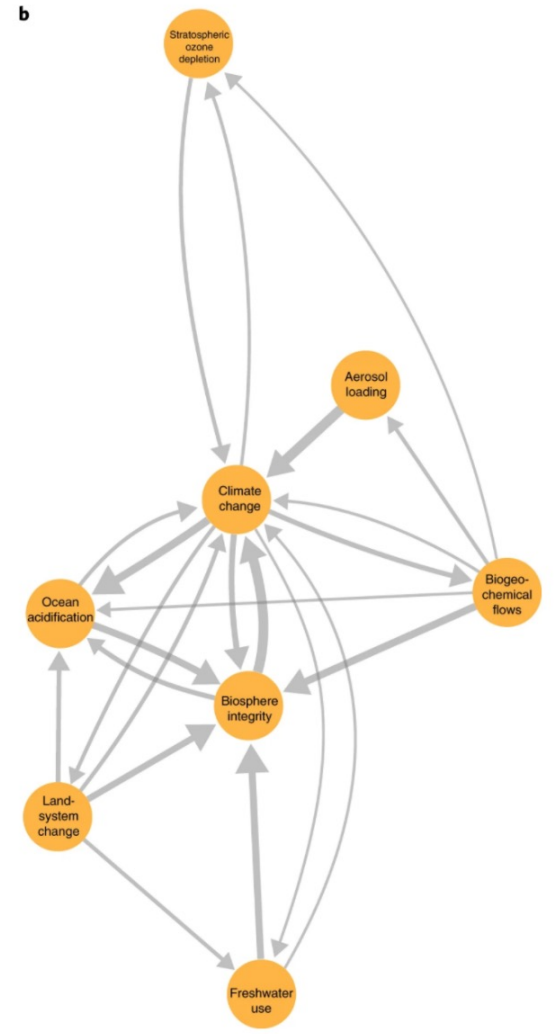 b
Stratospheric
ozone
depletion
Aerosol
loading
Climate
change
Biogeo-
chemical
flows
Ocean
acidification
Biosphere
integrity
Land-
system
change
Freshwater
use